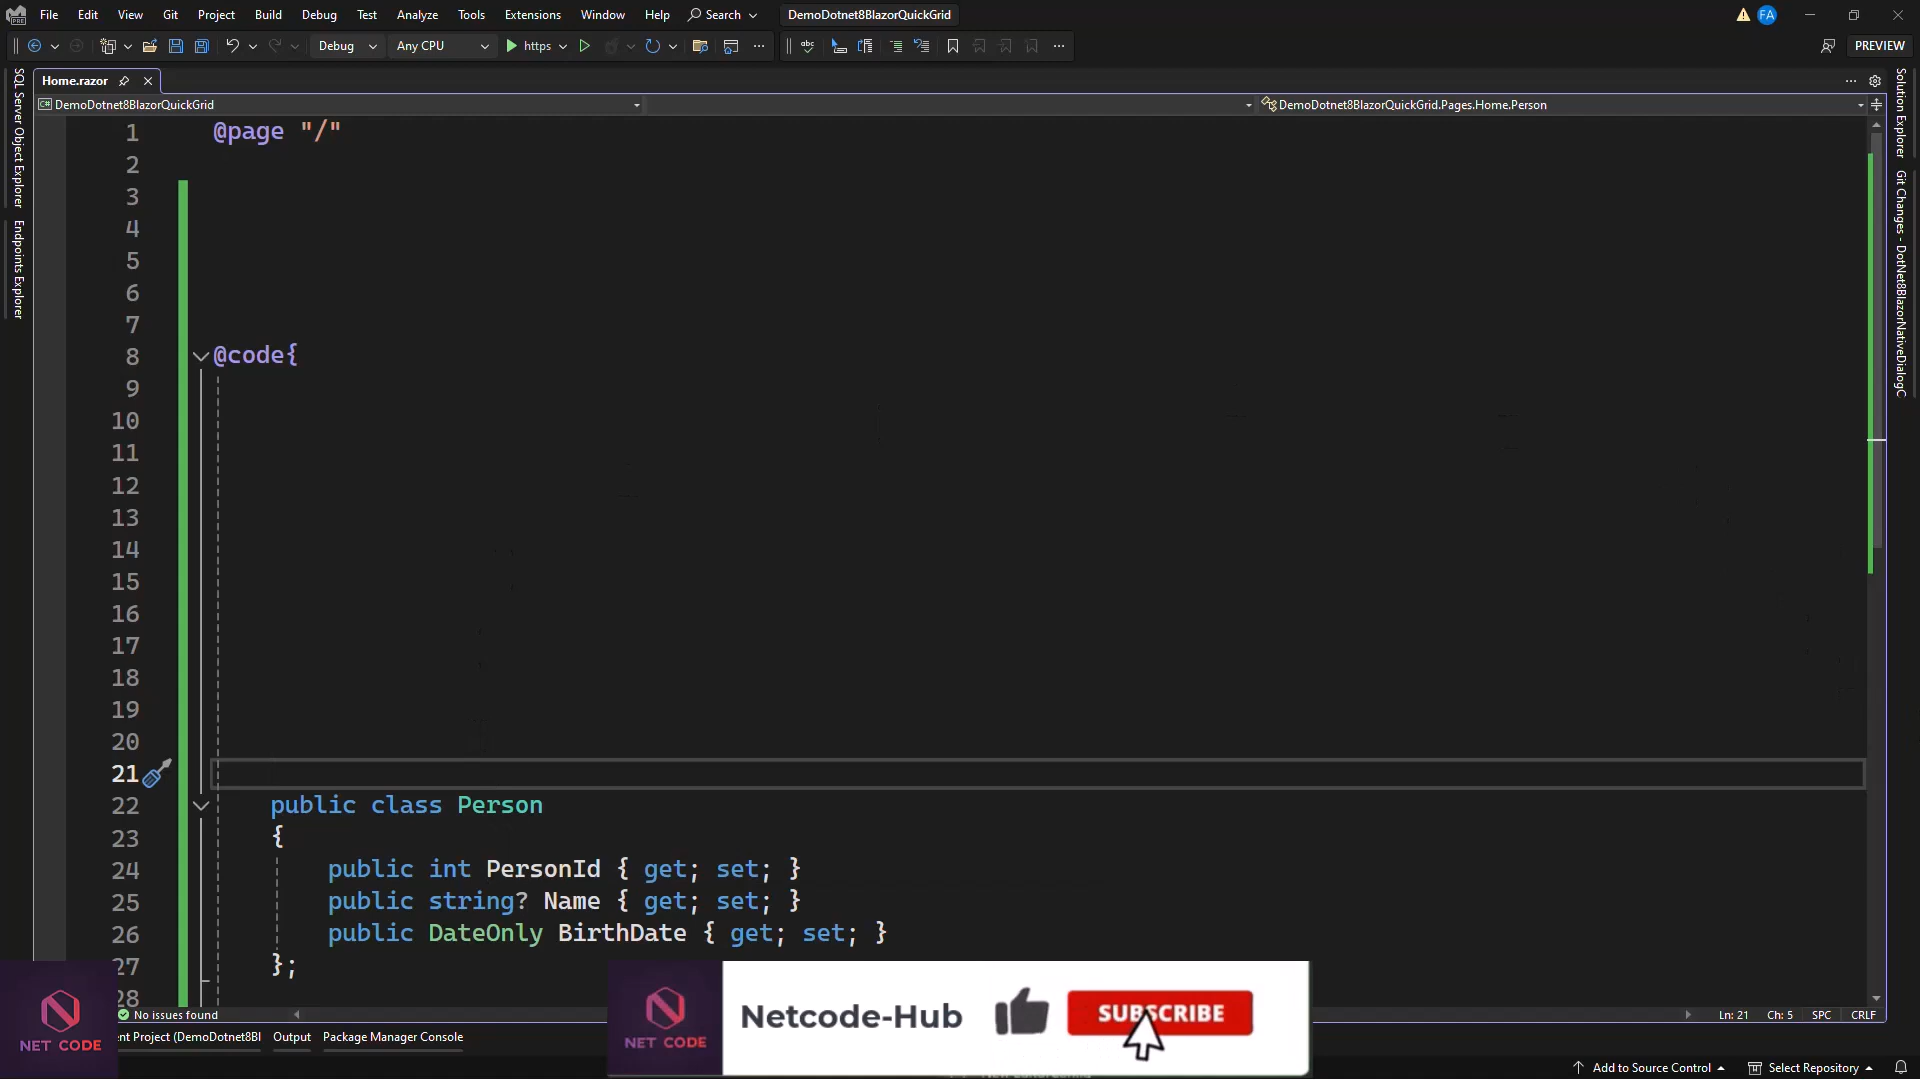 File Edit View Git Project Build Debug Test Analyze Tools Extensions Window Help Search DemoDotnet8BlazorQuickGrid FA
Debug Any CPU https PREVIEW
Home.razor
DemoDotnet8BlazorQuickGrid DemoDotnet8BlazorQuickGrid.Pages.Home.Person
SQL Server Object Explorer
Endpoints Explorer
Solution Explorer
Git Changes - DotNet8BlazorNativeDialogC
1 @page "/"
2
3
4
5
6
7
8 @code{
9
10
11
12
13
14
15
16
17
18
19
20
21
22 public class Person
23 {
24 public int PersonId { get; set; }
25 public string? Name { get; set; }
26 public DateOnly BirthDate { get; set; }
27 };
28
No issues found Ln: 21 Ch: 5 SPC CRLF
ent Project (DemoDotnet8Bl Output Package Manager Console
NET CODE
NET CODE
Netcode-Hub
SUBSCRIBE
Add to Source Control Select Repository